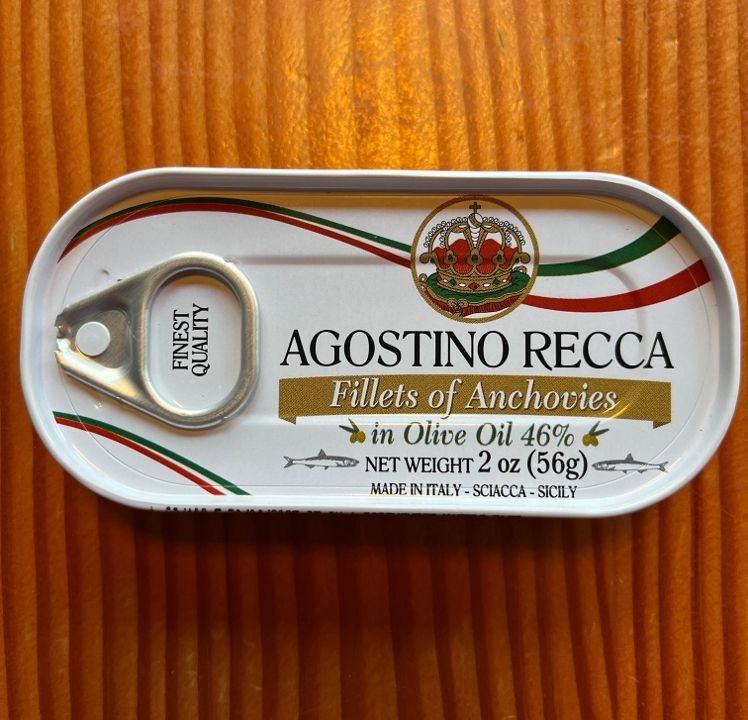 FINEST
QUALITY
AGOSTINO RECCA
Fillets of Anchovies
in Olive Oil 46%
NET WEIGHT 2 oz (56g)
MADE IN ITALY - SCIACCA - SICILY